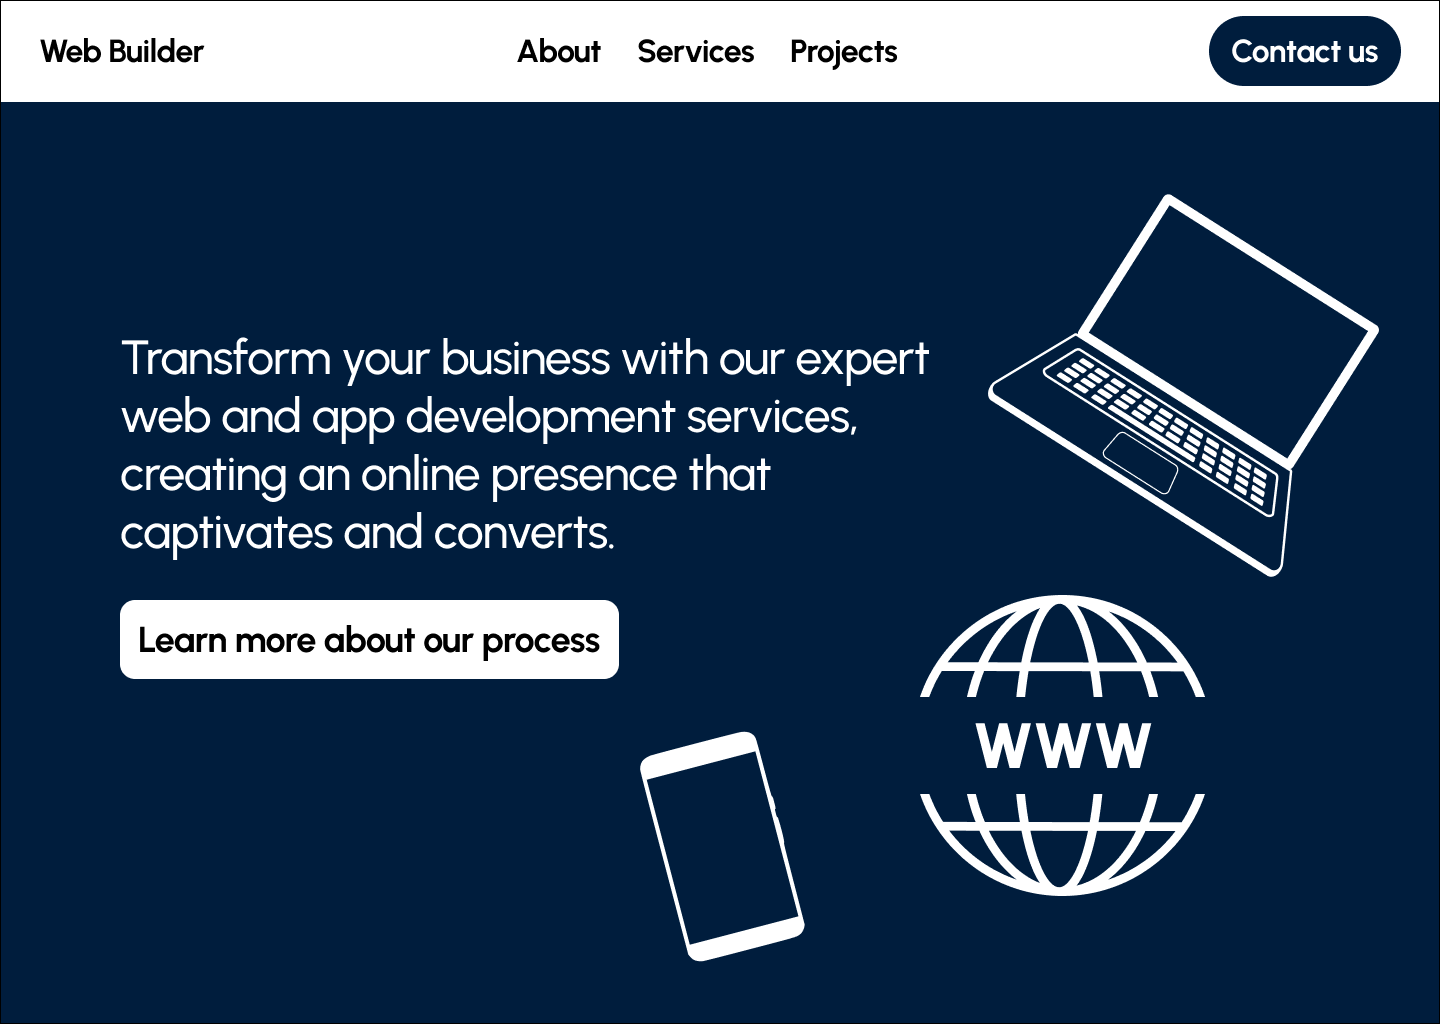 Web Builder
About Services Projects
Contact us
Transform your business with our expert
web and app development services,
creating an online presence that
captivates and converts.
Learn more about our process
WWW